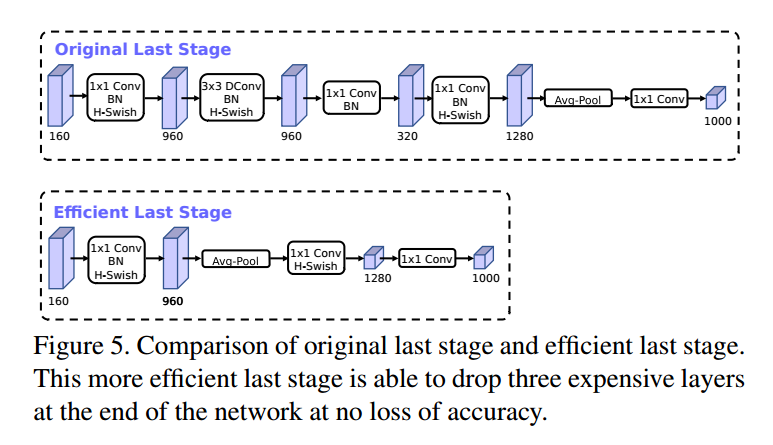 Original Last Stage
1x1 Conv
BN
H-Swish
3x3 DConv
BN
H-Swish
1x1 Conv
BN
1x1 Conv
BN
H-Swish
Avg-Pool
1x1 Conv
160
960
960
320
1280
1000
Efficient Last Stage
1x1 Conv
BN
H-Swish
Avg-Pool
1x1 Conv
H-Swish
1x1 Conv
160
960
1280
1000
Figure 5. Comparison of original last stage and efficient last stage.
This more efficient last stage is able to drop three expensive layers
at the end of the network at no loss of accuracy.